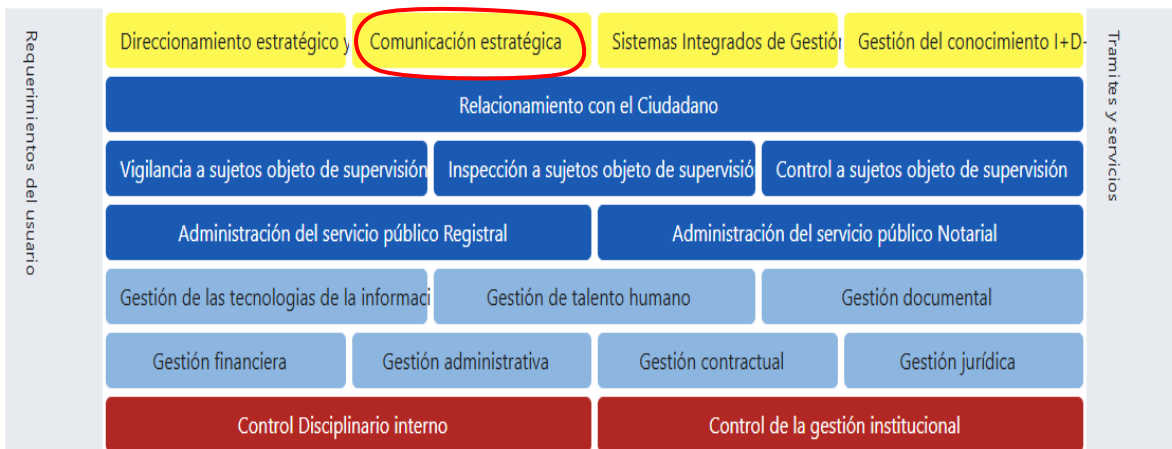 Requerimientos del usuario
Direccionamiento estratégico y
Comunicación estratégica
Sistemas Integrados de Gestión
Gestión del conocimiento I+D-
Relacionamiento con el Ciudadano
Vigilancia a sujetos objeto de supervisión
Inspección a sujetos objeto de supervisió
Control a sujetos objeto de supervisión
Administración del servicio público Registral
Administración del servicio público Notarial
Gestión de las tecnologias de la informaci
Gestión de talento humano
Gestión documental
Gestión financiera
Gestión administrativa
Gestión contractual
Gestión jurídica
Control Disciplinario interno
Control de la gestión institucional
Tramites y servicios